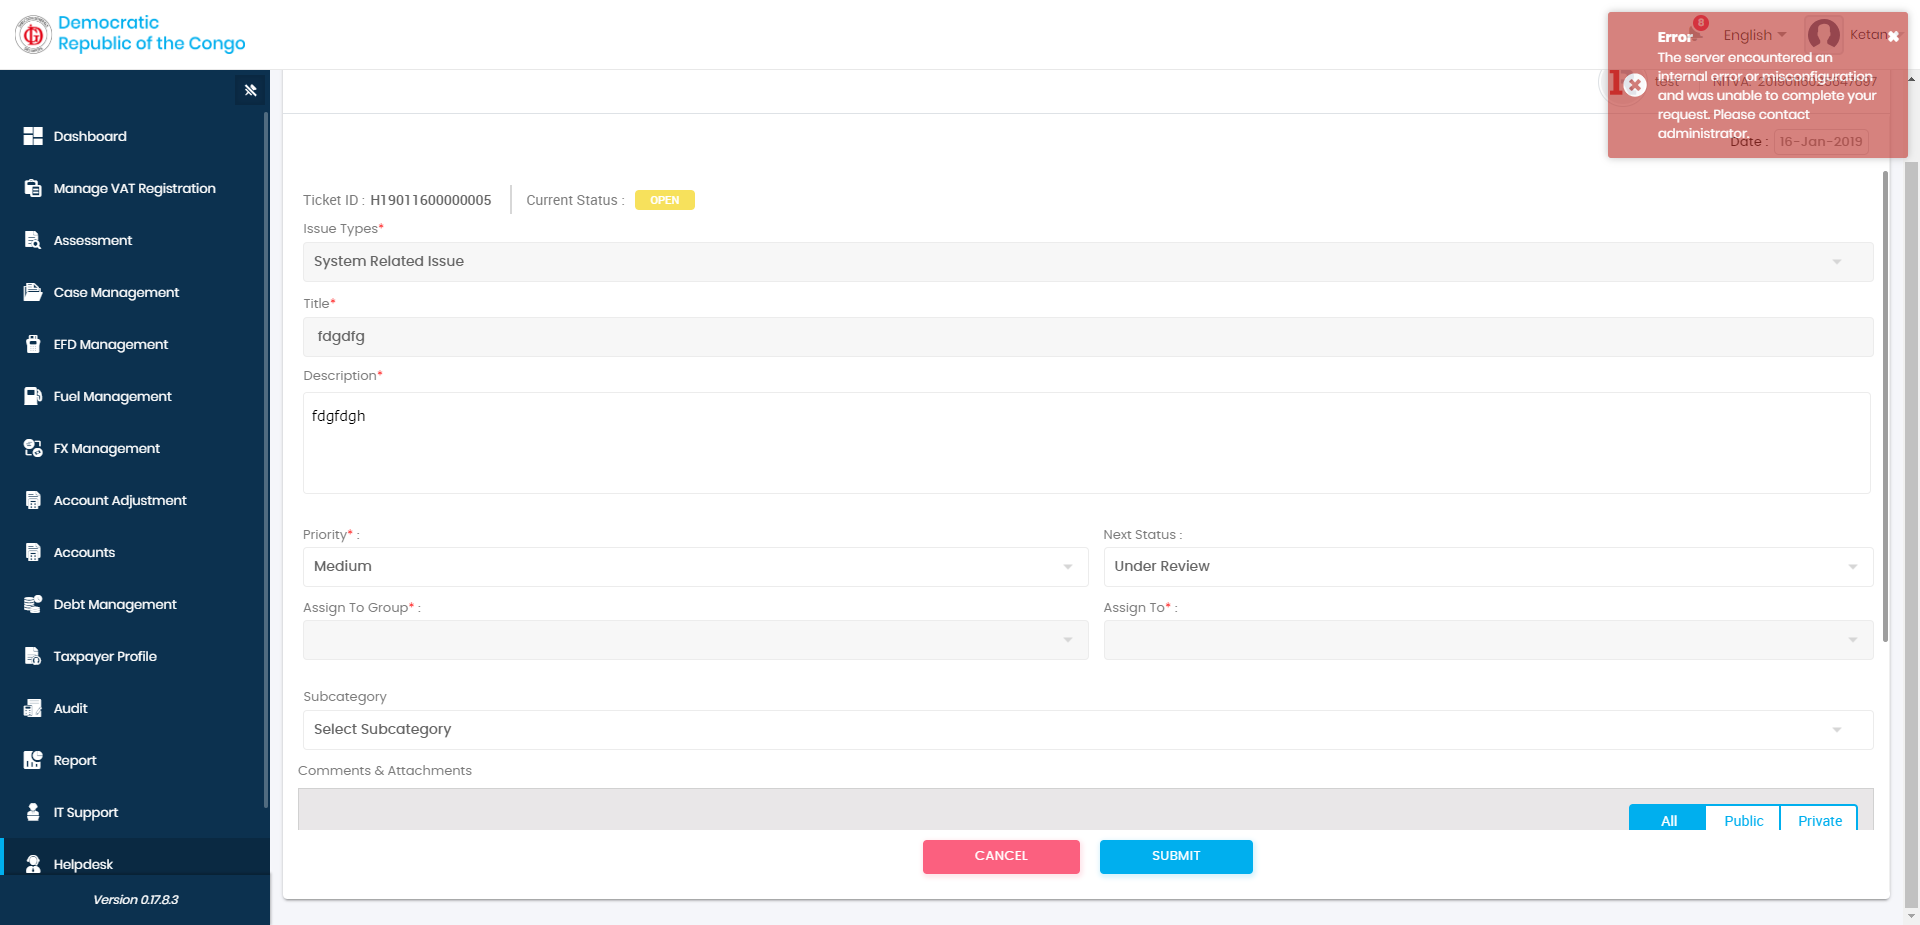 Democratic
Republic of the Congo
8
English
Ketan
Error
The server encountered an
internal error or misconfiguration
and was unable to complete your
request. Please contact
administrator.
test
Date :
16-Jan-2019
Dashboard
Manage VAT Registration
Assessment
Case Management
EFD Management
Fuel Management
FX Management
Account Adjustment
Accounts
Debt Management
Taxpayer Profile
Audit
Report
IT Support
Helpdesk
Version 0.17.8.3
Ticket ID : H19011600000005
Current Status :
OPEN
Issue Types*
System Related Issue
Title*
fdgdfg
Description*
fdgfdgh
Priority* :
Next Status :
Medium
Under Review
Assign To Group* :
Assign To* :
Subcategory
Select Subcategory
Comments & Attachments
All
Public
Private
CANCEL
SUBMIT